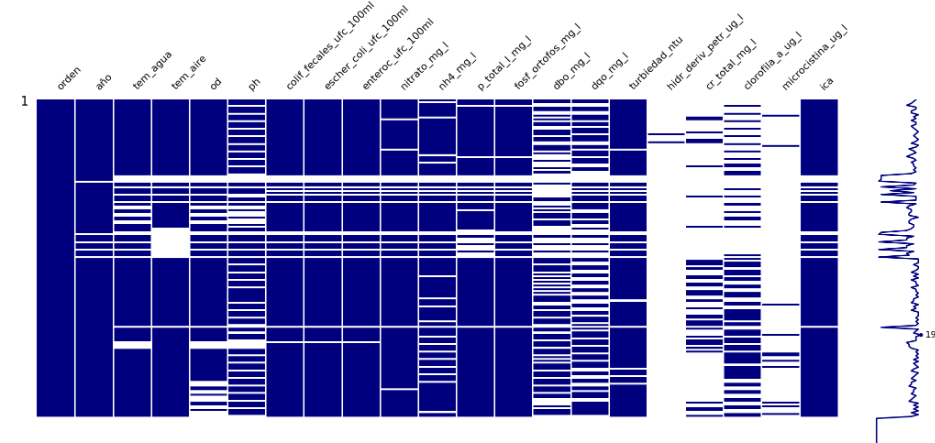 orden
año
tem_agua
tem_aire
od
ph
colif_fecales_ufc_100ml
escher_coli_ufc_100ml
enteroc_ufc_100ml
nitrato_mg_l
nh4_mg_l
p_total_l_mg_l
fosf_ortofos_mg_l
dbo_mg_l
dqo_mg_l
turbiedad_ntu
hidr_deriv_petr_ug_l
cr_total_mg_l
clorofila_a_ug_l
microcistina_ug_l
ica
1
19